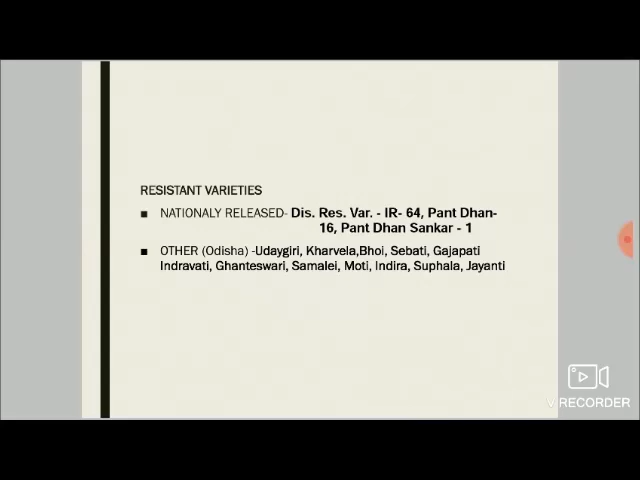 RESISTANT VARIETIES
■ NATIONALY RELEASED- Dis. Res. Var. - IR- 64, Pant Dhan-
16, Pant Dhan Sankar - 1
■ OTHER (Odisha) -Udaygiri, Kharvela,Bhoi, Sebati, Gajapati
Indravati, Ghanteswari, Samalei, Moti, Indira, Suphala, Jayanti
V RECORDER